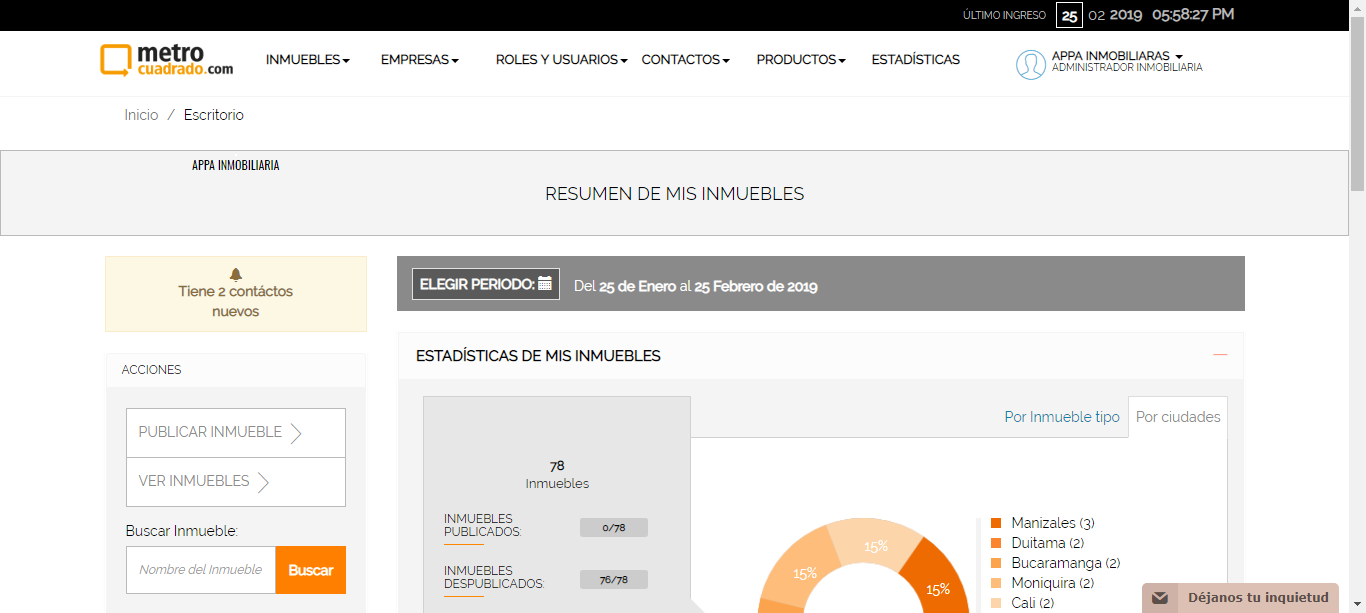 ÚLTIMO INGRESO 25 02 2019 05:58:27 PM
metro
cuadrado.com
INMUEBLES EMPRESAS ROLES Y USUARIOS CONTACTOS PRODUCTOS ESTADÍSTICAS
APPA INMOBILIARAS
ADMINISTRADOR INMOBILIARIA
Inicio / Escritorio
APPA INMOBILIARIA
RESUMEN DE MIS INMUEBLES
Tiene 2 contáctos
nuevos
ACCIONES
PUBLICAR INMUEBLE
VER INMUEBLES
Buscar Inmueble:
Nombre del Inmueble Buscar
ELEGIR PERIODO: Del 25 de Enero al 25 Febrero de 2019
ESTADÍSTICAS DE MIS INMUEBLES
Por Inmueble tipo Por ciudades
78
Inmuebles
INMUEBLES
PUBLICADOS: 0/78
INMUEBLES
DESPUBLICADOS: 76/78
15%
15%
15%
Manizales (3)
Duitama (2)
Bucaramanga (2)
Moniquira (2)
Cali (2)
Déjanos tu inquietud